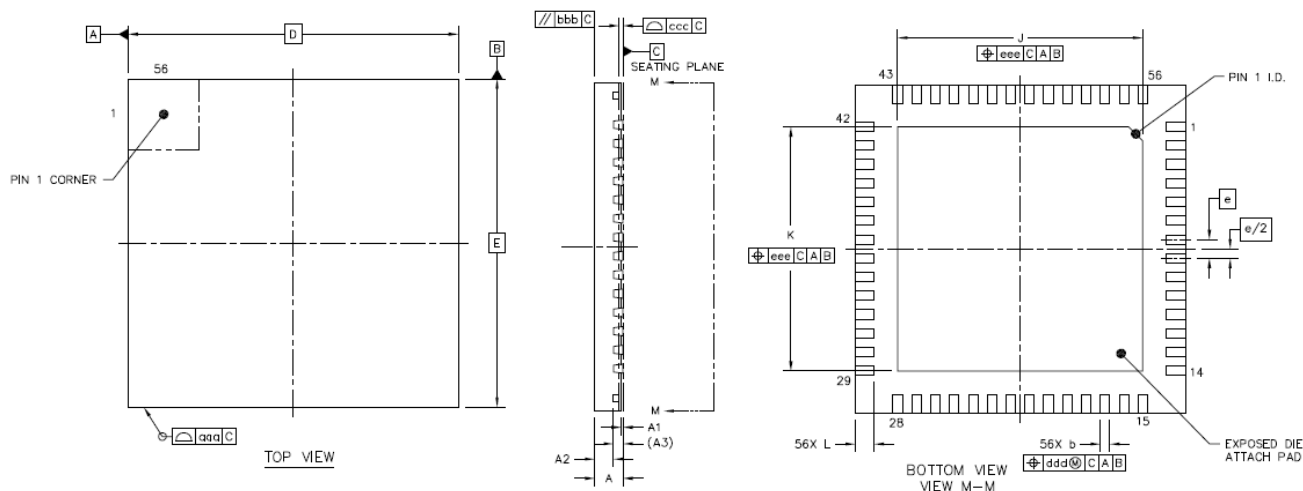 A
D
B
56
1
PIN 1 CORNER
E
aaa C
TOP VIEW
// bbb C
ccc C
C
SEATING PLANE
M
M
A1
(A3)
A2
A
J
⌖ eee C A B
43
56
PIN 1 I.D.
42
1
e
e/2
K
⌖ eee C A B
29
14
28
15
56X L
56X b
⌖ ddd Ⓜ C A B
EXPOSED DIE
ATTACH PAD
BOTTOM VIEW
VIEW M-M